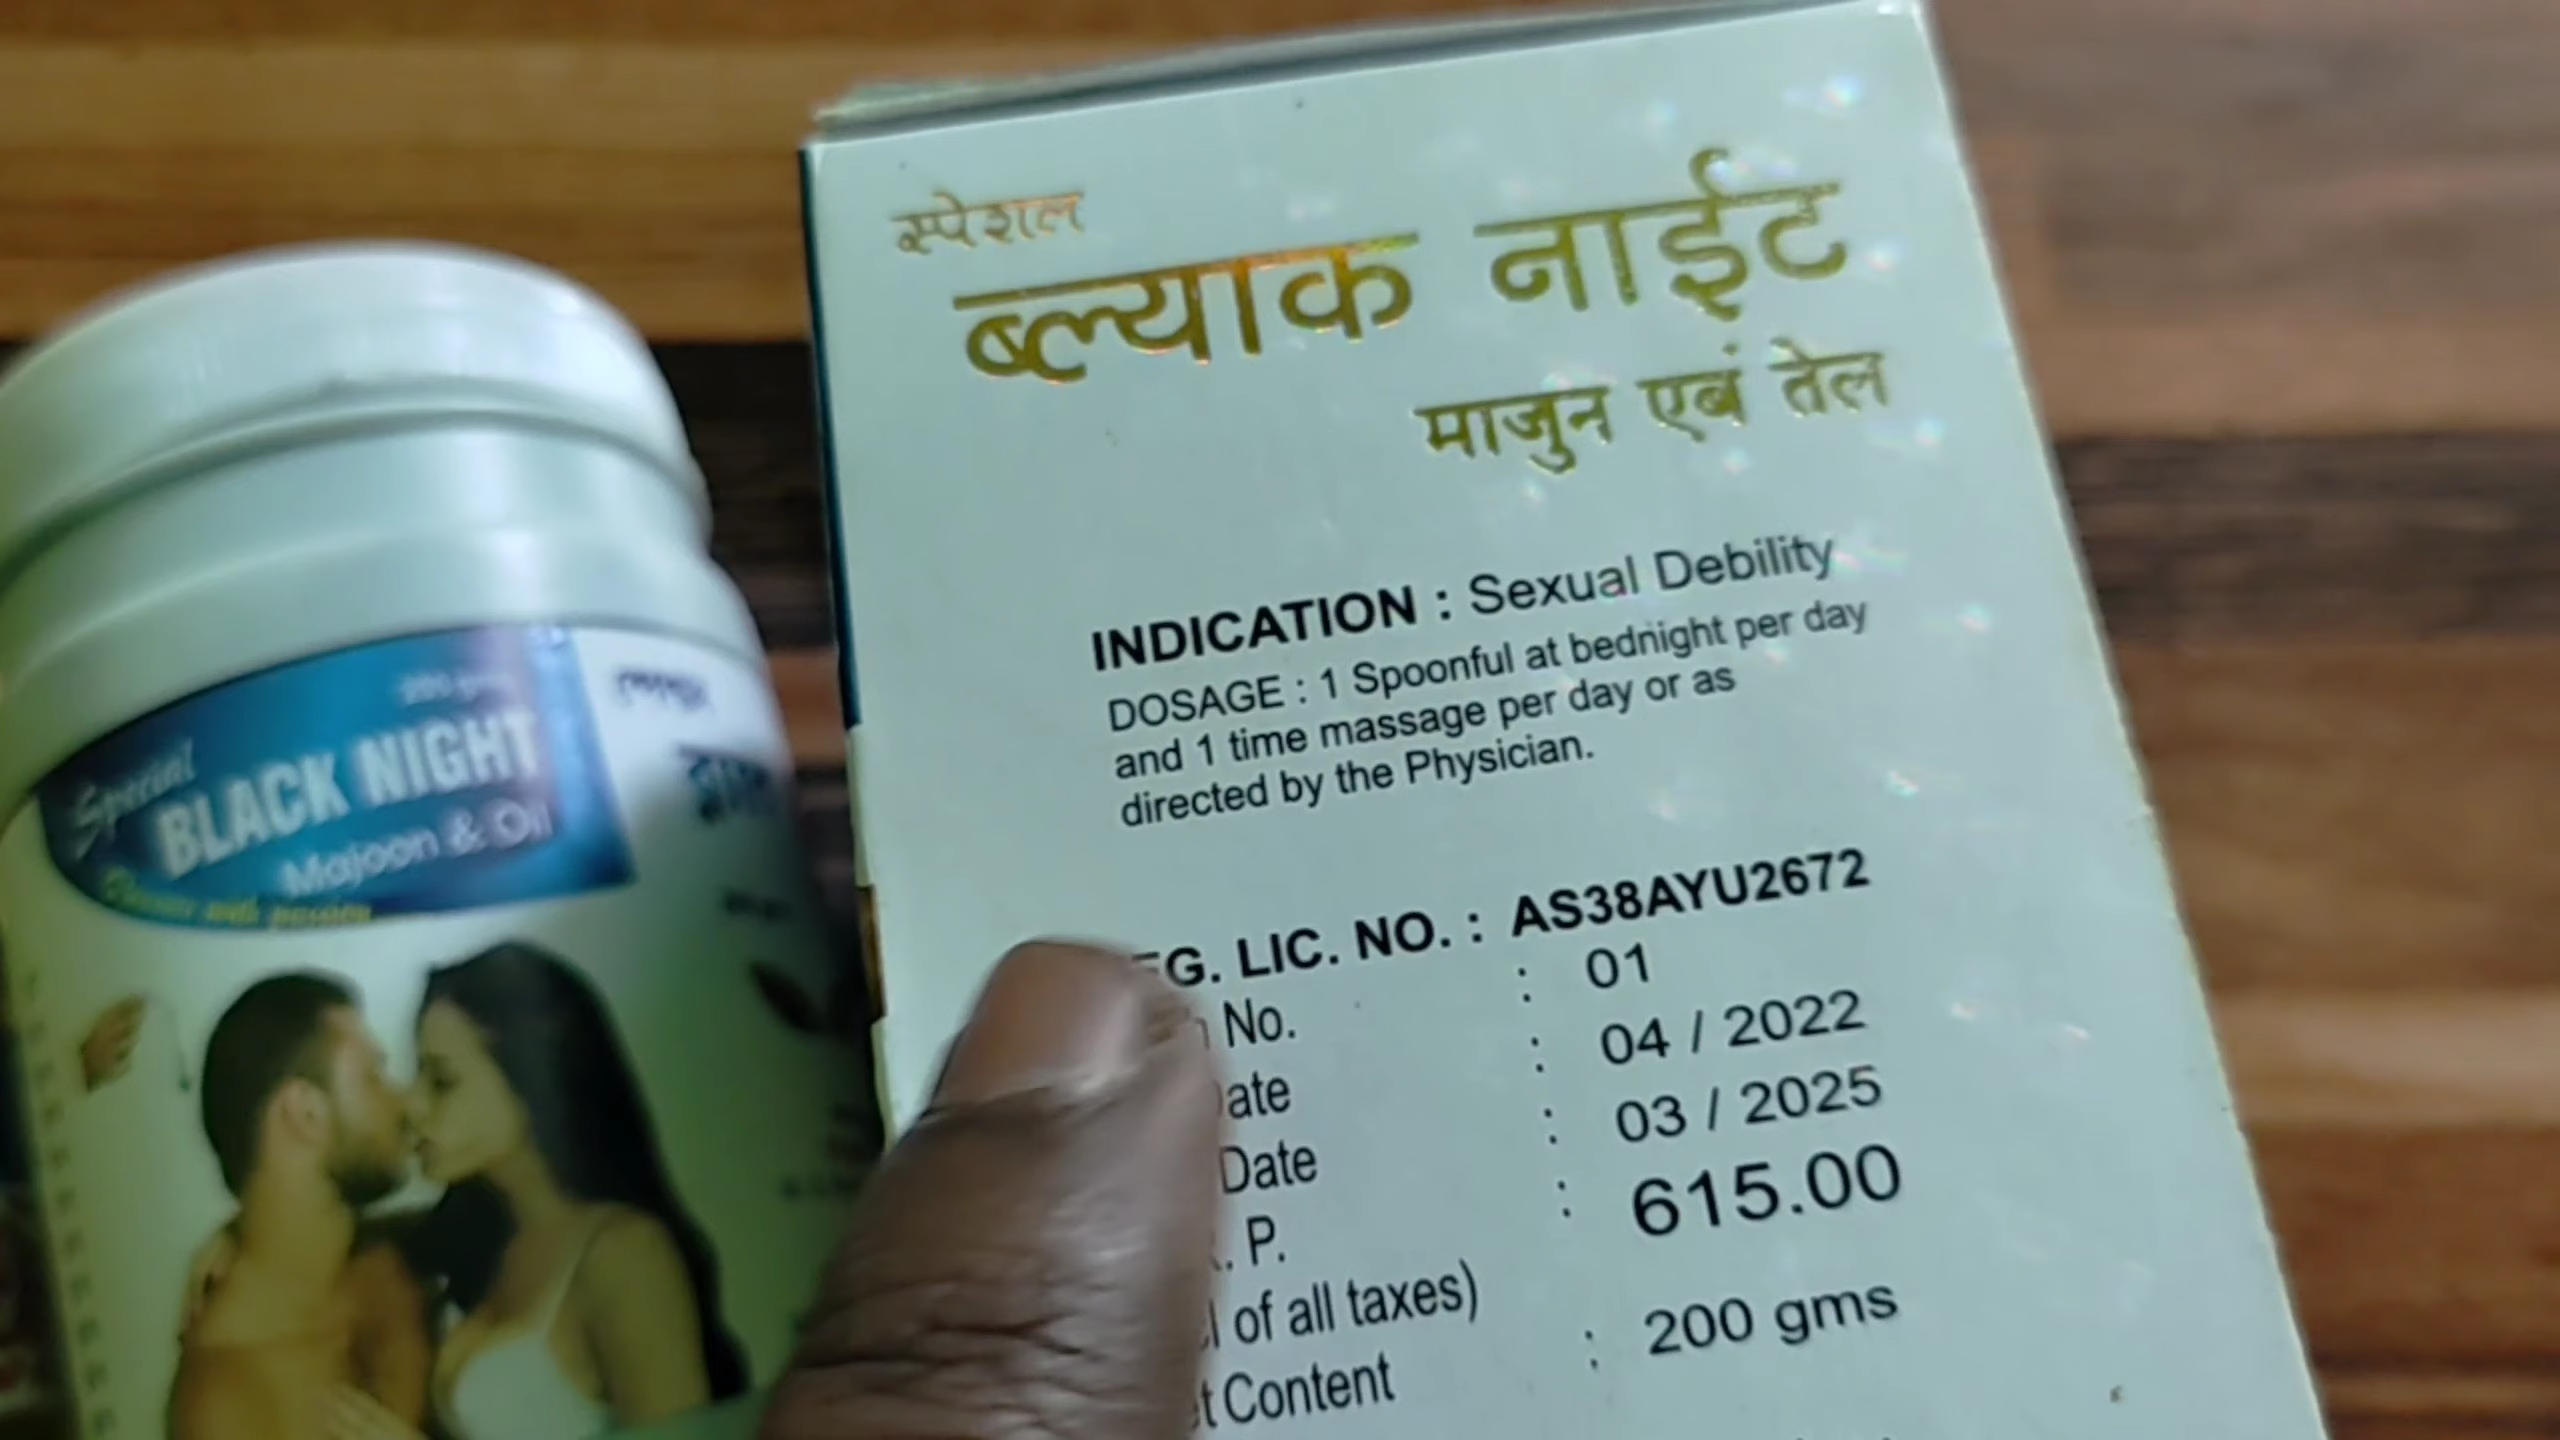 Special
BLACK NIGHT
Majoon & Oil
स्पेशल
ब्ल्याक नाईट
माजुन एबं तेल
INDICATION : Sexual Debility
DOSAGE : 1 Spoonful at bednight per day
and 1 time massage per day or as
directed by the Physician.
G. LIC. NO. : AS38AYU2672
No. : 01
ate : 04 / 2022
Date : 03 / 2025
. P. : 615.00
of all taxes)
t Content : 200 gms